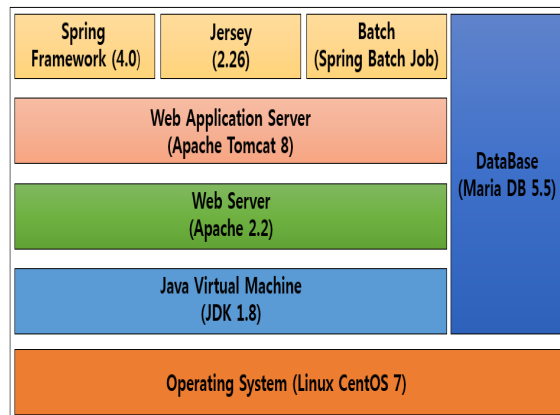 Spring
Framework (4.0)
Jersey
(2.26)
Batch
(Spring Batch Job)
Web Application Server
(Apache Tomcat 8)
DataBase
(Maria DB 5.5)
Web Server
(Apache 2.2)
Java Virtual Machine
(JDK 1.8)
Operating System (Linux CentOS 7)